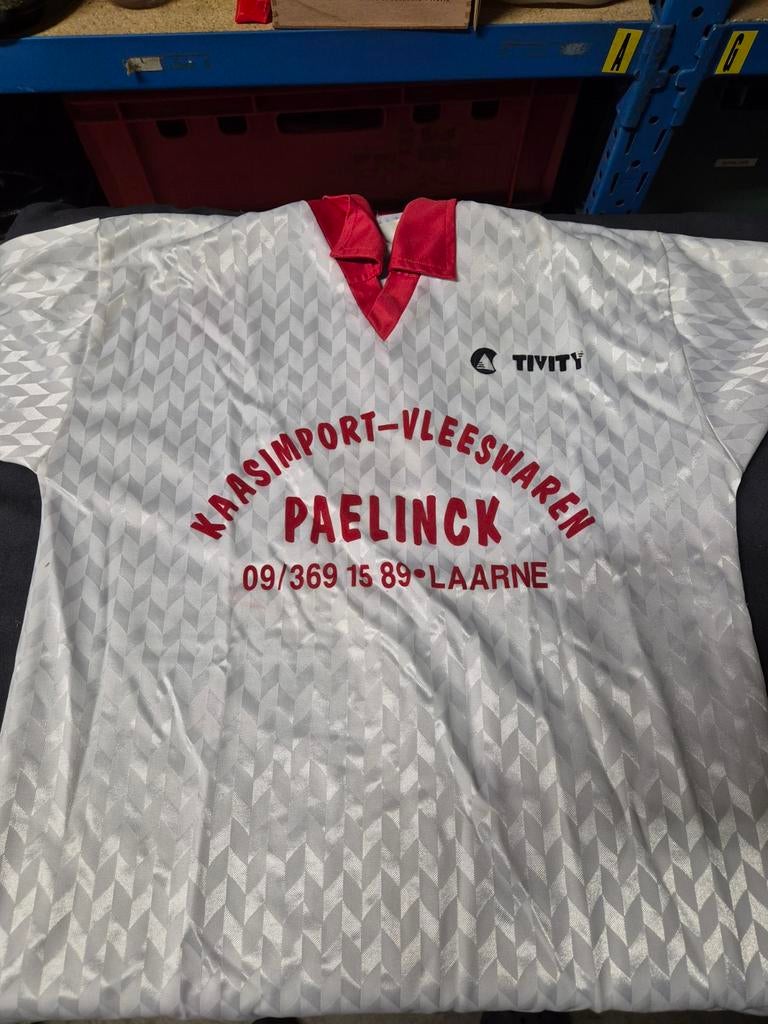 A
G
TIVITY
KAASIMPORT-VLEESWAREN
PAELINCK
09/369 15 89•LAARNE